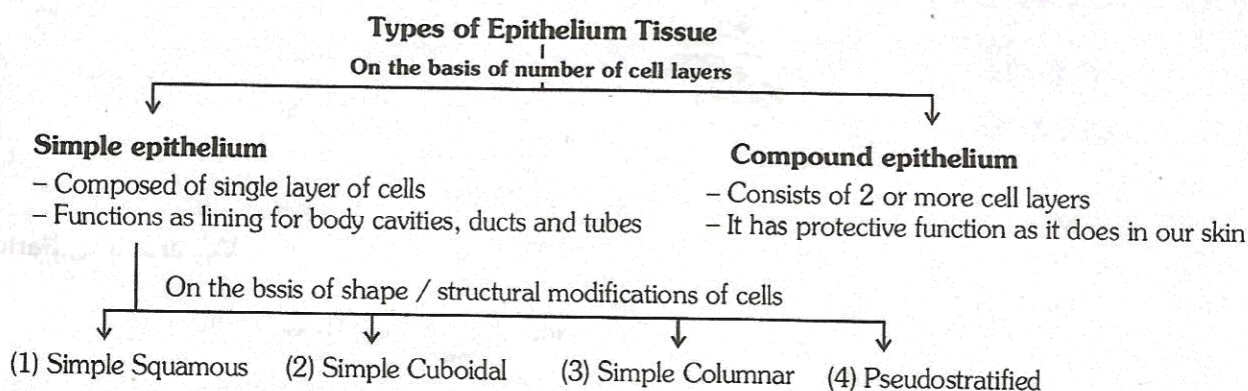 Types of Epithelium Tissue
On the basis of number of cell layers
Simple epithelium
– Composed of single layer of cells
– Functions as lining for body cavities, ducts and tubes
Compound epithelium
– Consists of 2 or more cell layers
– It has protective function as it does in our skin
On the bssis of shape / structural modifications of cells
(1) Simple Squamous (2) Simple Cuboidal (3) Simple Columnar (4) Pseudostratified